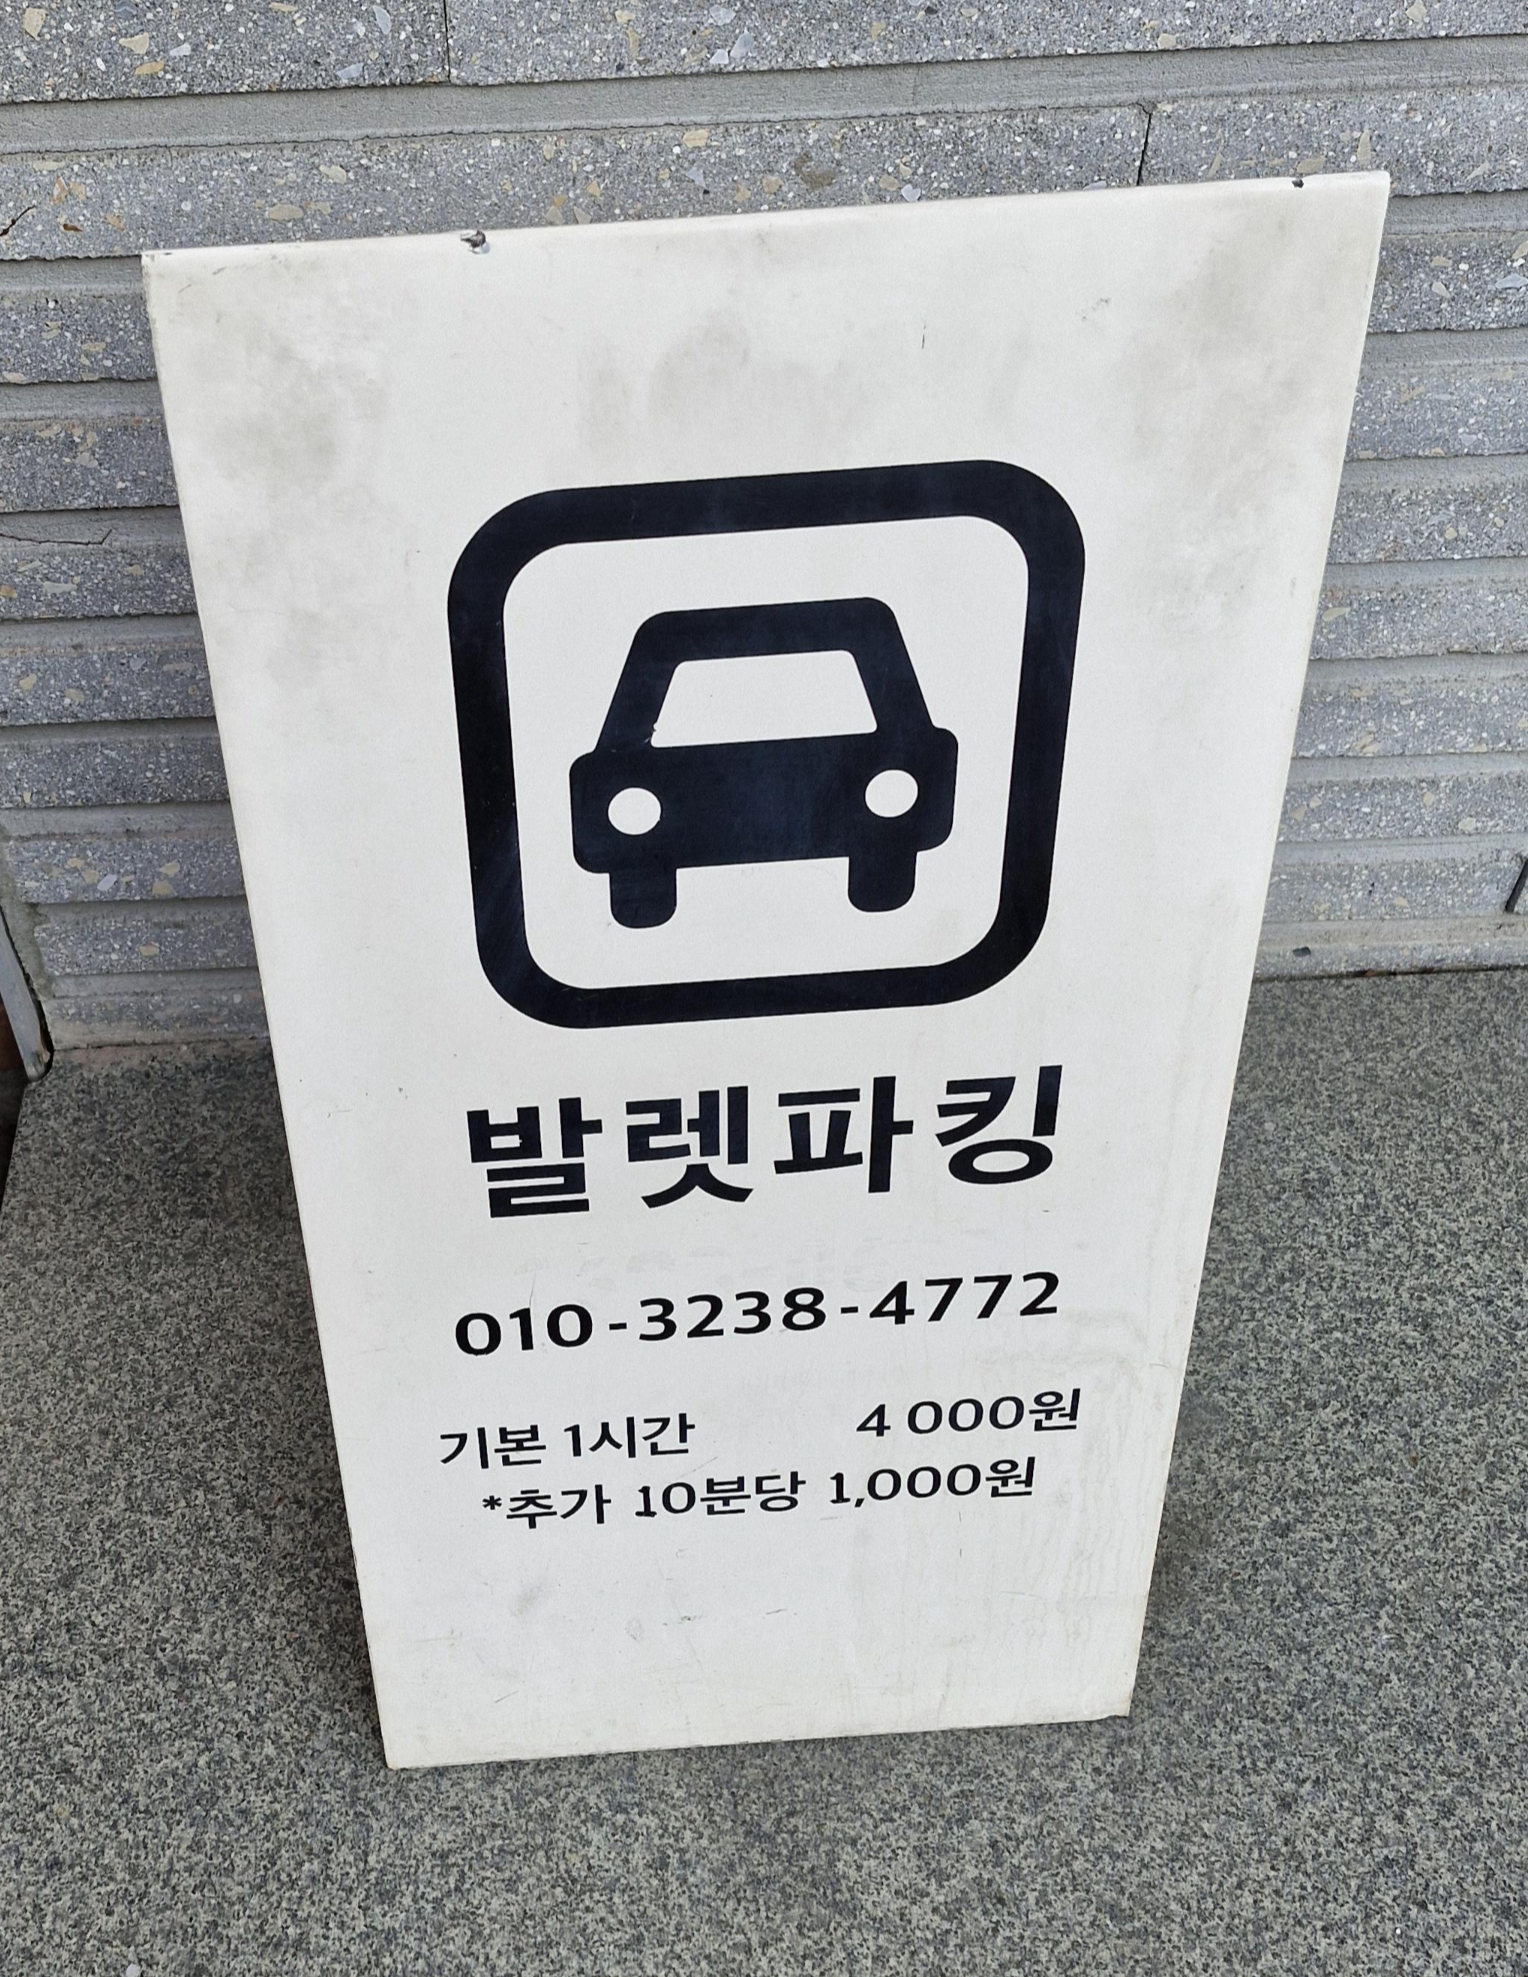 발렛파킹
010-3238-4772
기본 1시간 4 000원
*추가 10분당 1,000원